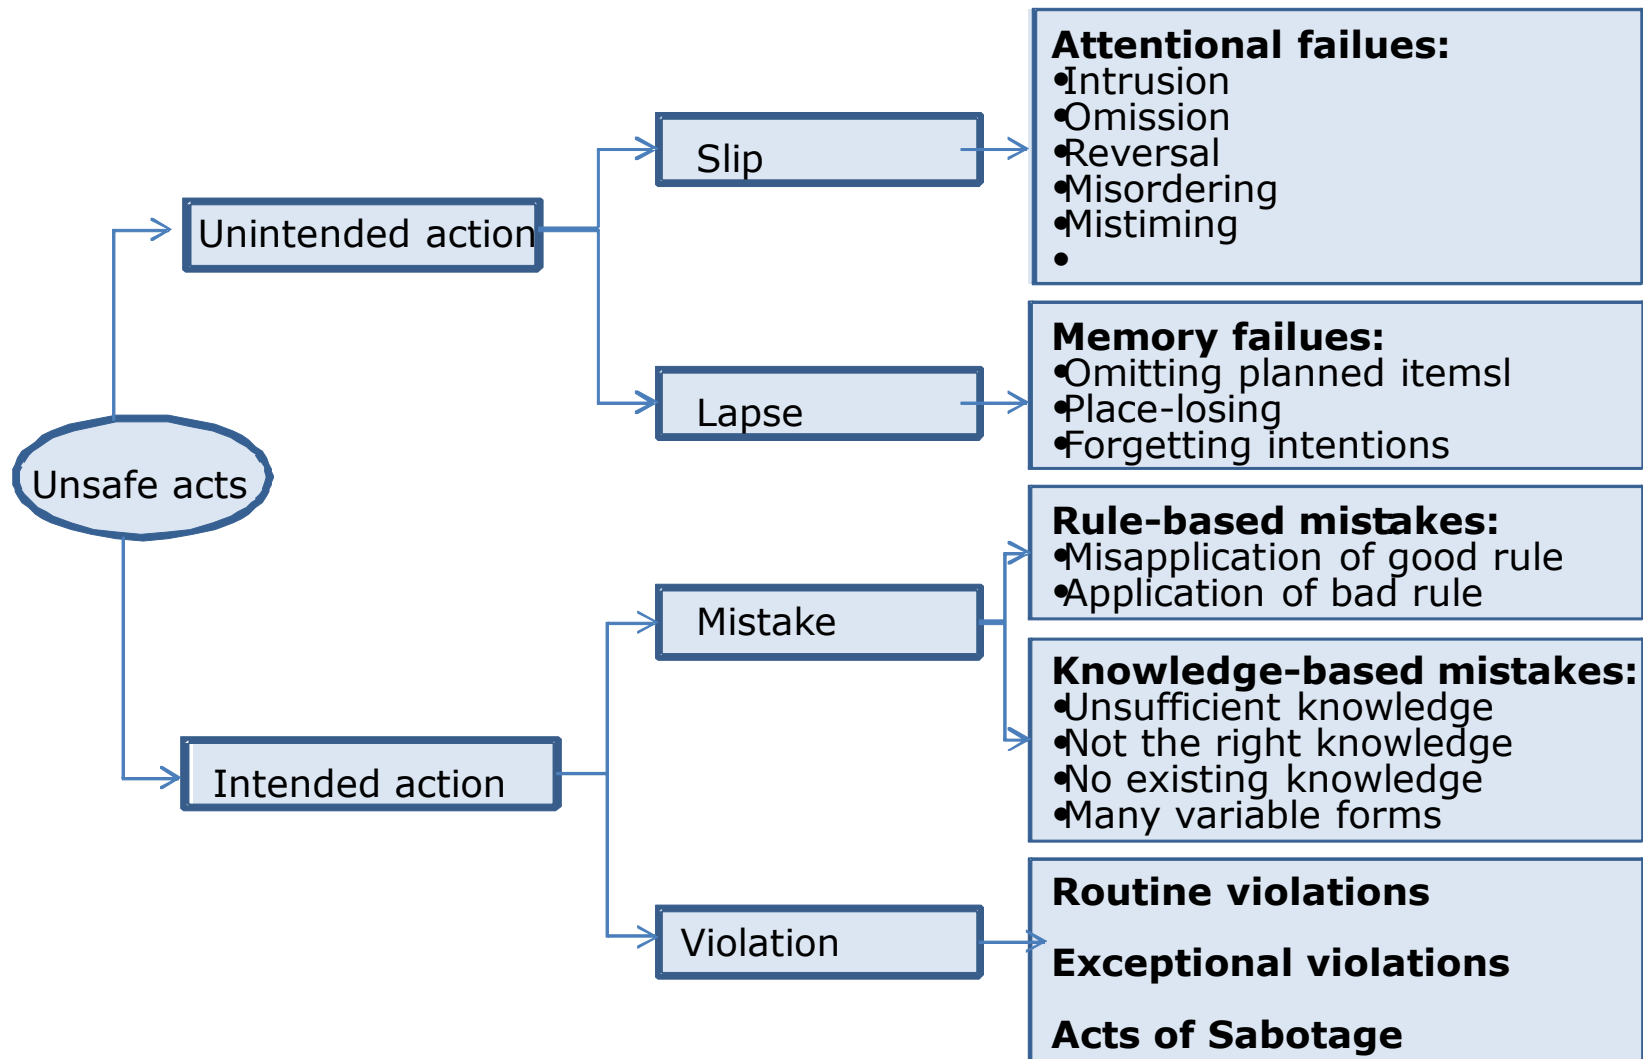 Unsafe acts
Unintended action
Slip
Attentional failues:
•Intrusion
•Omission
•Reversal
•Misordering
•Mistiming
•
Lapse
Memory failues:
•Omitting planned itemsl
•Place-losing
•Forgetting intentions
Intended action
Mistake
Rule-based mistakes:
•Misapplication of good rule
•Application of bad rule
Knowledge-based mistakes:
•Unsufficient knowledge
•Not the right knowledge
•No existing knowledge
•Many variable forms
Violation
Routine violations
Exceptional violations
Acts of Sabotage